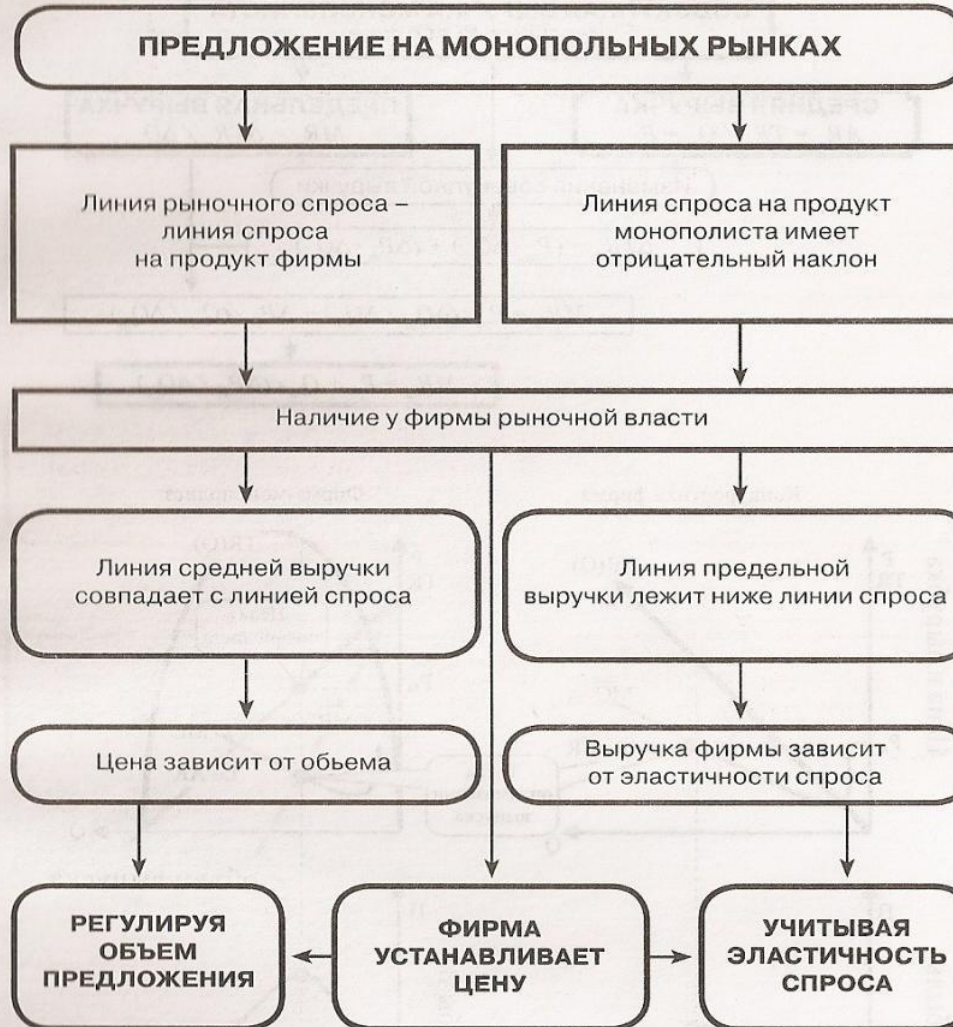 ПРЕДЛОЖЕНИЕ НА МОНОПОЛЬНЫХ РЫНКАХ
Линия рыночного спроса –
линия спроса
на продукт фирмы
Линия спроса на продукт
монополиста имеет
отрицательный наклон
Наличие у фирмы рыночной власти
Линия средней выручки
совпадает с линией спроса
Линия предельной
выручки лежит ниже линии спроса
Цена зависит от обьема
Выручка фирмы зависит
от эластичности спроса
РЕГУЛИРУЯ
ОБЪЕМ
ПРЕДЛОЖЕНИЯ
ФИРМА
УСТАНАВЛИВАЕТ
ЦЕНУ
УЧИТЫВАЯ
ЭЛАСТИЧНОСТЬ
СПРОСА